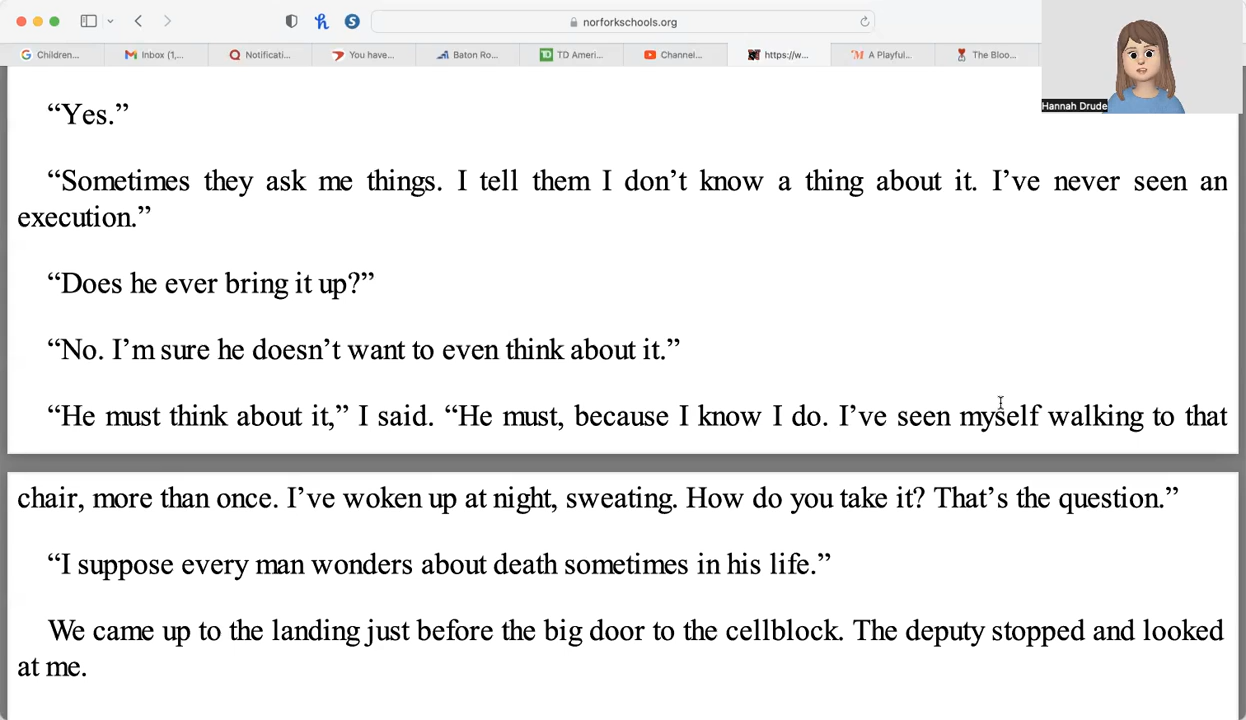 norforkschools.org
Children...
Inbox (1,...
Notificati...
You have...
Baton Ro...
TD Ameri...
Channel...
https://w...
A Playful...
The Bloo...
Hannah Drude
“Yes.”
“Sometimes they ask me things. I tell them I don’t know a thing about it. I’ve never seen an
execution.”
“Does he ever bring it up?”
“No. I’m sure he doesn’t want to even think about it.”
“He must think about it,” I said. “He must, because I know I do. I’ve seen myself walking to that
chair, more than once. I’ve woken up at night, sweating. How do you take it? That’s the question.”
“I suppose every man wonders about death sometimes in his life.”
We came up to the landing just before the big door to the cellblock. The deputy stopped and looked
at me.